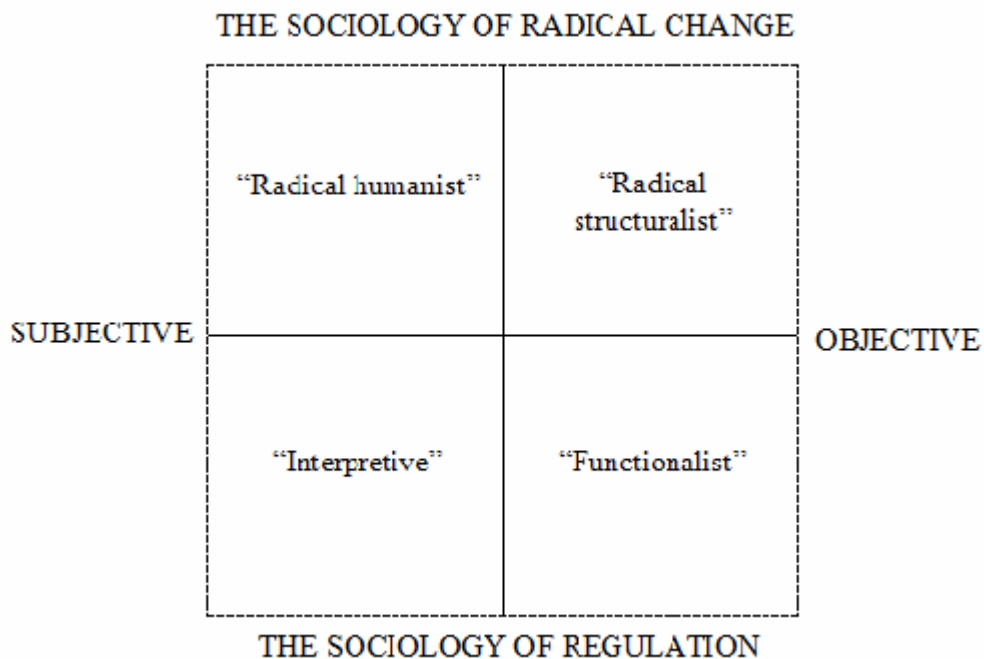 THE SOCIOLOGY OF RADICAL CHANGE
“Radical humanist”
“Radical
structuralist”
SUBJECTIVE
OBJECTIVE
“Interpretive”
“Functionalist”
THE SOCIOLOGY OF REGULATION